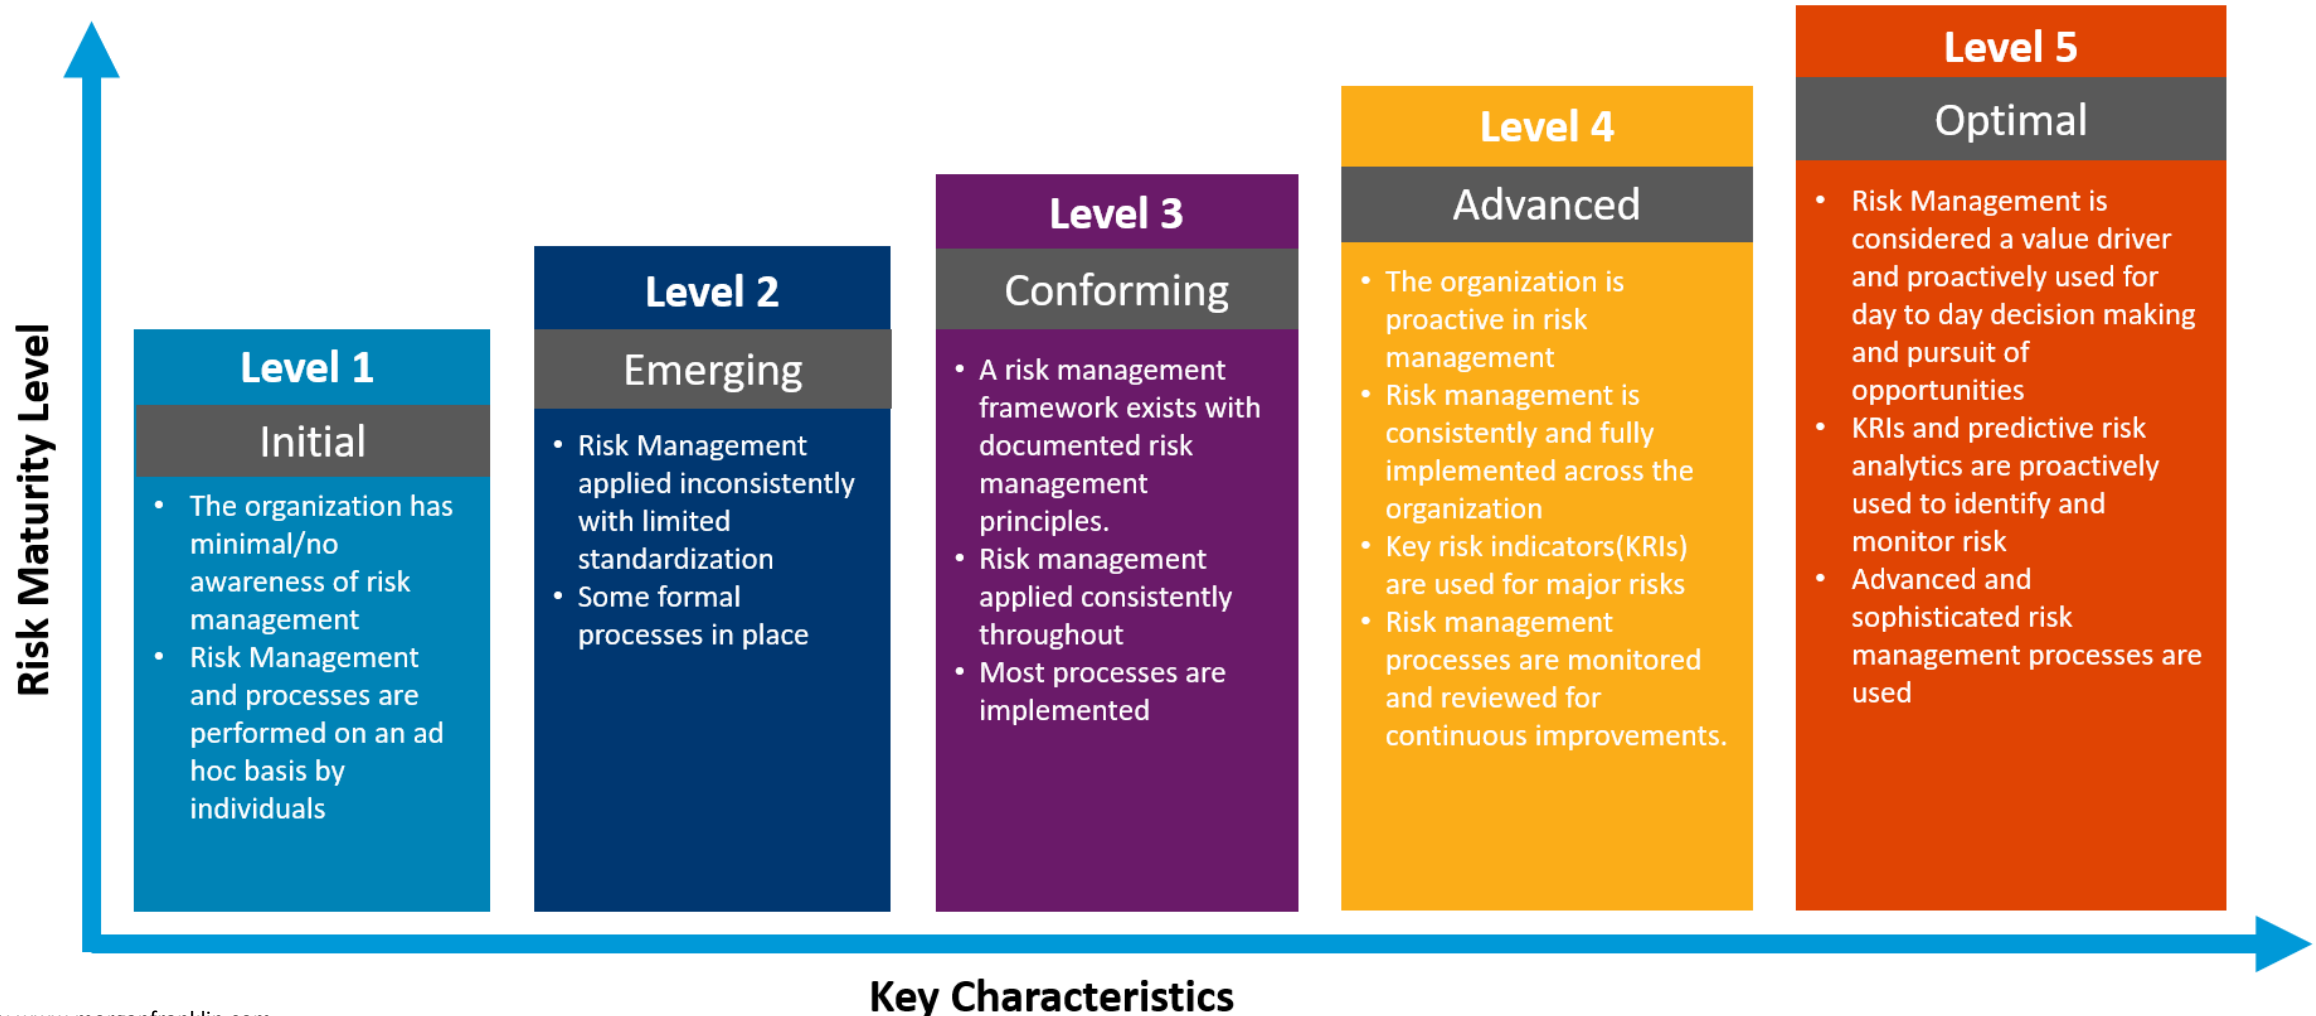 Risk Maturity Level
Level 1
Initial
• The organization has
minimal/no
awareness of risk
management
• Risk Management
and processes are
performed on an ad
hoc basis by
individuals
Level 2
Emerging
• Risk Management
applied inconsistently
with limited
standardization
• Some formal
processes in place
Level 3
Conforming
• A risk management
framework exists with
documented risk
management
principles.
• Risk management
applied consistently
throughout
• Most processes are
implemented
Level 4
Advanced
• The organization is
proactive in risk
management
• Risk management is
consistently and fully
implemented across the
organization
• Key risk indicators(KRIs)
are used for major risks
• Risk management
processes are monitored
and reviewed for
continuous improvements.
Level 5
Optimal
• Risk Management is
considered a value driver
and proactively used for
day to day decision making
and pursuit of
opportunities
• KRIs and predictive risk
analytics are proactively
used to identify and
monitor risk
• Advanced and
sophisticated risk
management processes are
used
Key Characteristics
www.morganfranklin.com